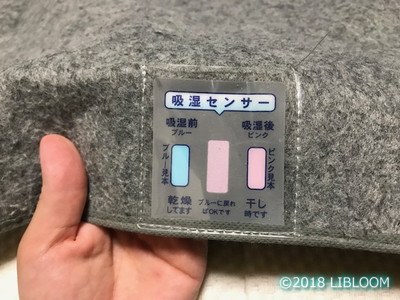 吸湿センサー
吸湿前 吸湿後
ブルー ピンク
ブルー見本 ピンク見本
乾燥 ブルーに戻れ 干し
してます ばOKです 時です
©2018 LIBLOOM